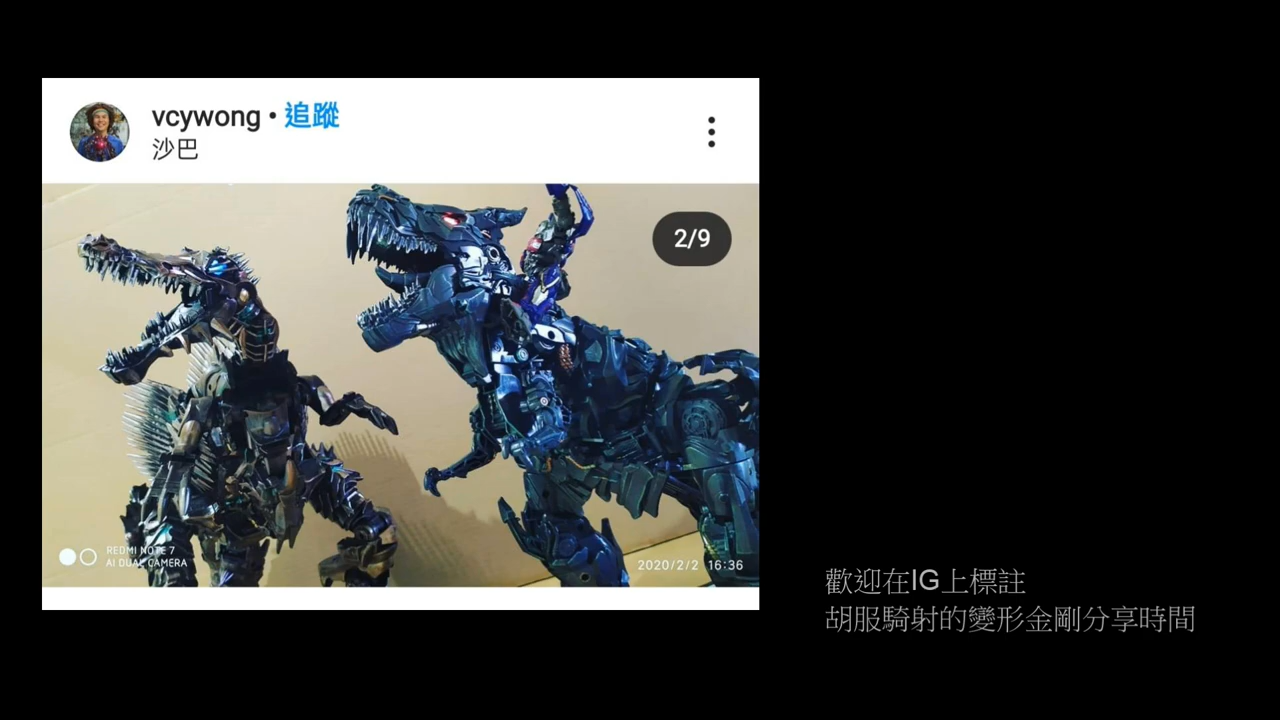 vcywong • 追蹤
沙巴
2/9
REDMI NOTE 7
AI DUAL CAMERA
2020/2/2 16:36
歡迎在IG上標註
胡服騎射的變形金剛分享時間